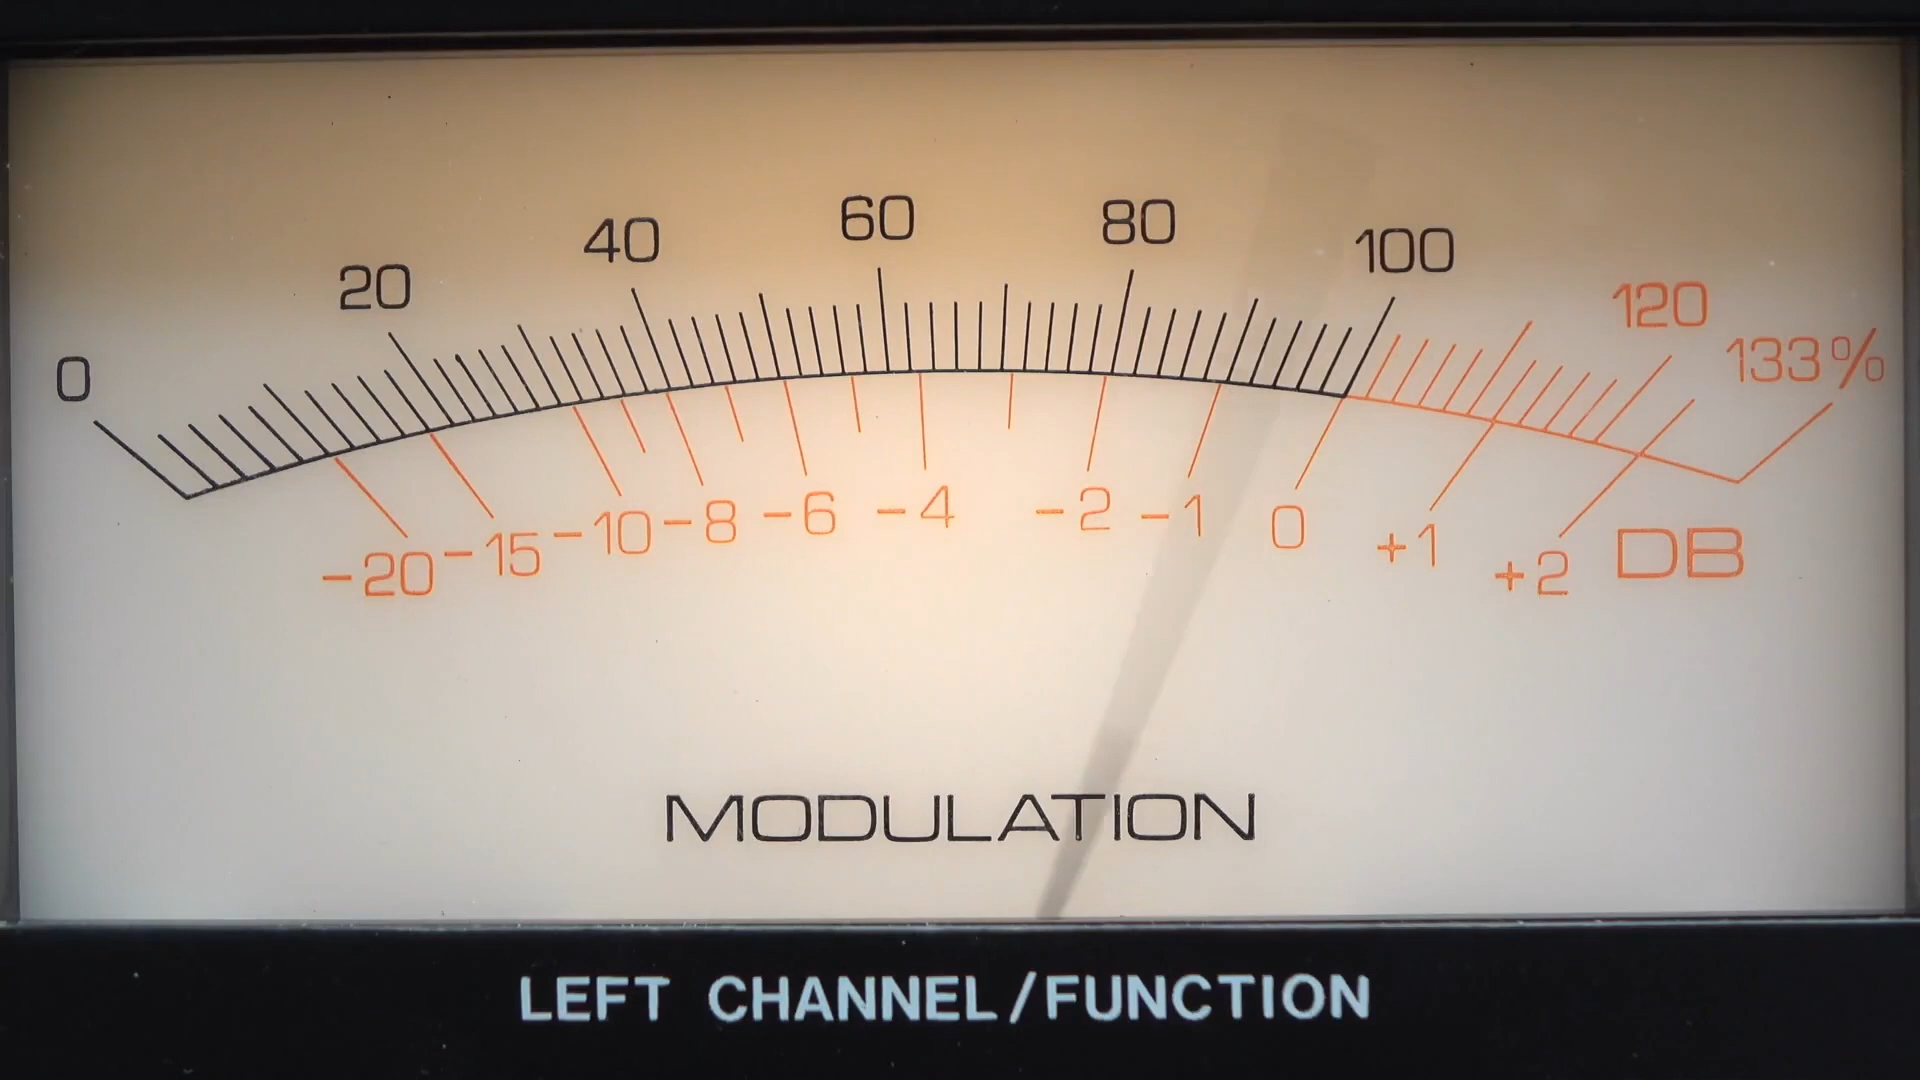 0 20 40 60 80 100 120 133%
-20 -15 -10 -8 -6 -4 -2 -1 0 +1 +2 DB
MODULATION
LEFT CHANNEL/FUNCTION